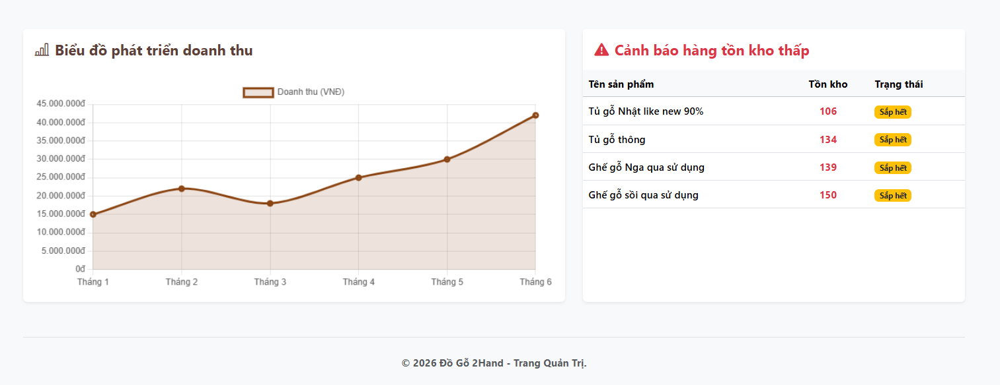 Biểu đồ phát triển doanh thu
Doanh thu (VNĐ)
45.000.000đ
40.000.000đ
35.000.000đ
30.000.000đ
25.000.000đ
20.000.000đ
15.000.000đ
10.000.000đ
5.000.000đ
0đ
Tháng 1 Tháng 2 Tháng 3 Tháng 4 Tháng 5 Tháng 6
Cảnh báo hàng tồn kho thấp
Tên sản phẩm Tồn kho Trạng thái
Tủ gỗ Nhật like new 90% 106 Sắp hết
Tủ gỗ thông 134 Sắp hết
Ghế gỗ Nga qua sử dụng 139 Sắp hết
Ghế gỗ sồi qua sử dụng 150 Sắp hết
© 2026 Đồ Gỗ 2Hand - Trang Quản Trị.